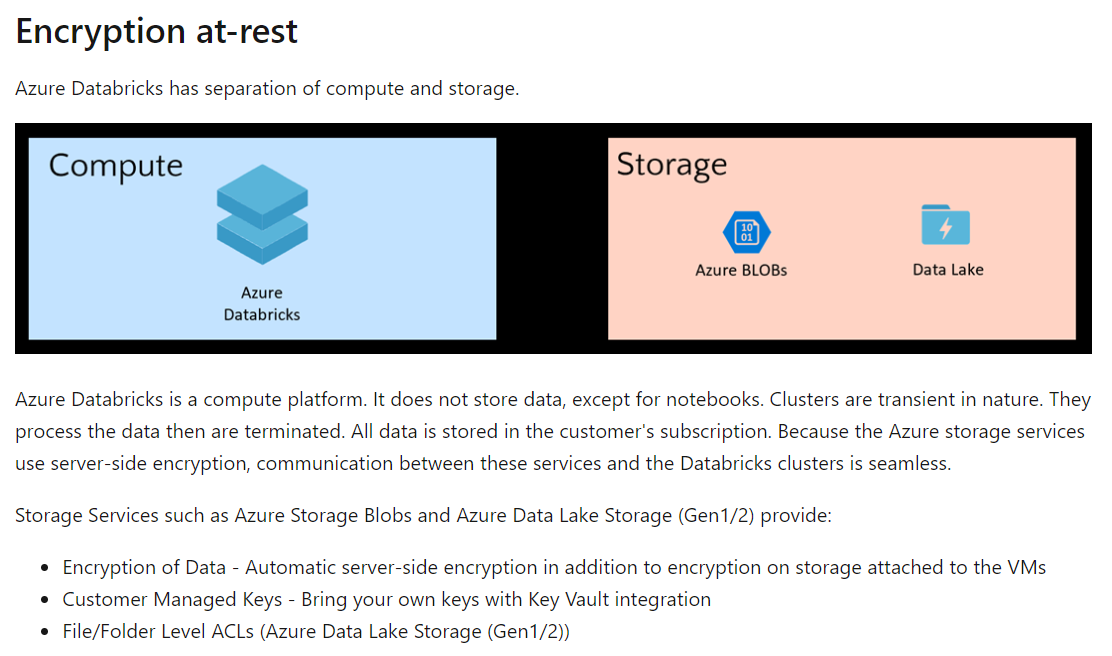 Encryption at-rest
Azure Databricks has separation of compute and storage.
Compute
Azure
Databricks
Storage
10
01
Azure BLOBs
Data Lake
Azure Databricks is a compute platform. It does not store data, except for notebooks. Clusters are transient in nature. They
process the data then are terminated. All data is stored in the customer's subscription. Because the Azure storage services
use server-side encryption, communication between these services and the Databricks clusters is seamless.
Storage Services such as Azure Storage Blobs and Azure Data Lake Storage (Gen1/2) provide:
• Encryption of Data - Automatic server-side encryption in addition to encryption on storage attached to the VMs
• Customer Managed Keys - Bring your own keys with Key Vault integration
• File/Folder Level ACLs (Azure Data Lake Storage (Gen1/2))